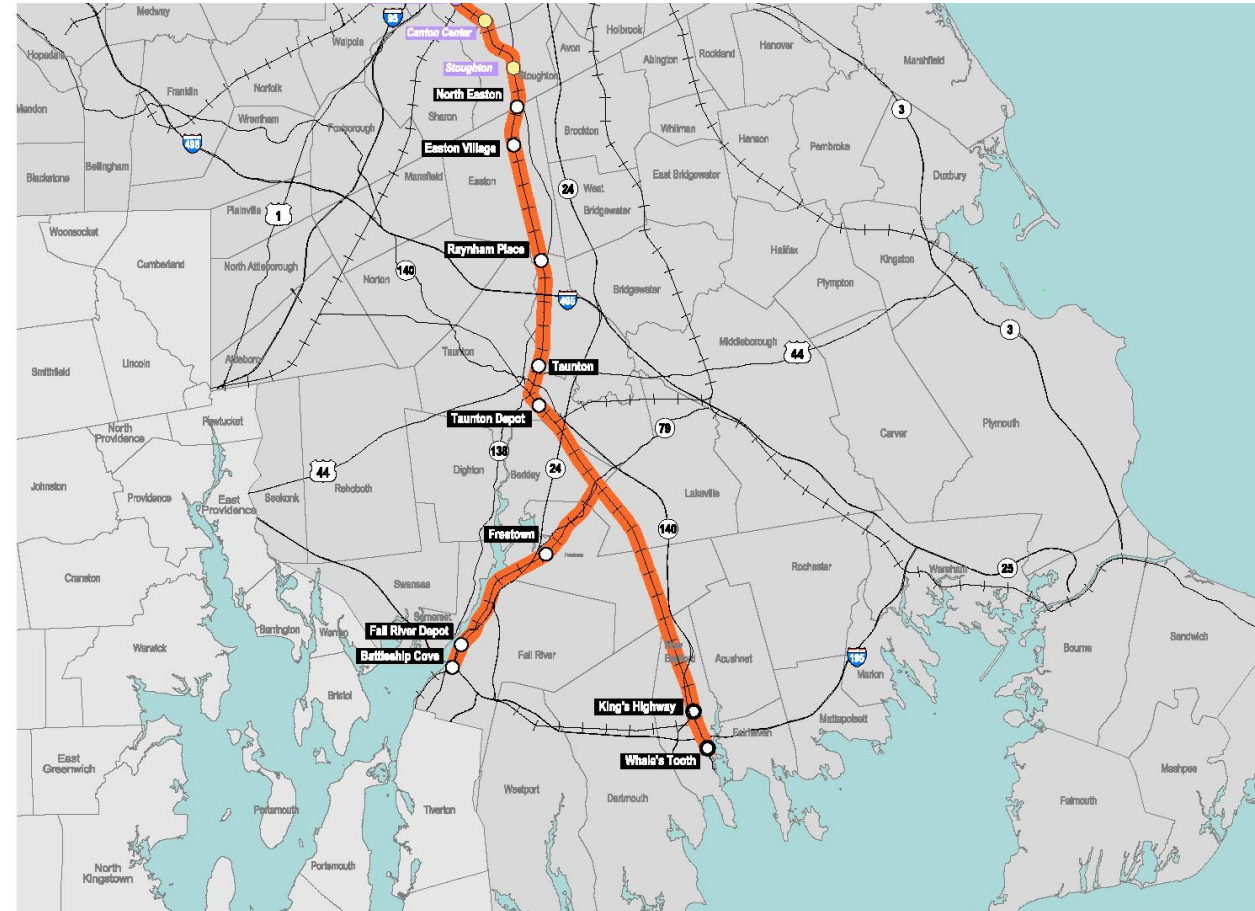 Medway
95
Canton Center
Holbrook
Hanover
Walpole
Avon
Hopedale
Abington
Rockland
Marshfield
Stoughton
Stoughton
Franklin
Norfolk
North Easton
Mendon
Sharon
3
Wrentham
Foxborough
Brockton
Whitman
Hanson
495
Easton Village
Pembroke
Bellingham
Blackstone
Mansfield
Easton
East Bridgewater
Duxbury
24
West
Bridgewater
Plainville
1
Woonsocket
Raynham Place
Halifax
Kingston
Cumberland
North Attleborough
140
Norton
Plympton
Bridgewater
495
3
Middleborough
44
Taunton
Attleboro
Lincoln
Taunton
Smithfield
Taunton Depot
Pawtucket
North
Providence
79
Plymouth
Carver
138
44
Dighton
24
Berkley
Johnston
Providence
East
Providence
Seekonk
Rehoboth
Lakeville
140
Freetown
Freetown
Rochester
25
Wareham
Cranston
Swansea
Somerset
Barrington
Warren
Fall River Depot
Battleship Cove
Fall River
New
Bedford
Acushnet
195
Marion
Bourne
Sandwich
Warwick
Bristol
King's Highway
Mattapoisett
Fairhaven
Whale's Tooth
East
Greenwich
Mashpee
Westport
Dartmouth
Falmouth
Portsmouth
Tiverton
North
Kingstown
Portsmouth